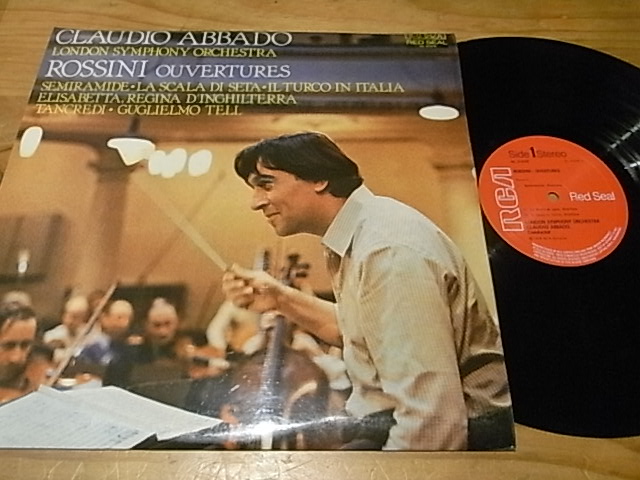 CLAUDIO ABBADO
LONDON SYMPHONY ORCHESTRA
ROSSINI OUVERTURES
SEMIRAMIDE • LA SCALA DI SETA • IL TURCO IN ITALIA
ELISABETTA, REGINA D'INGHILTERRA
TANCREDI • GUGLIELMO TELL
RED SEAL
Side 1 Stereo
RCA
Red Seal
SYMPHONY ORCHESTRA
CLAUDIO ABBADO,